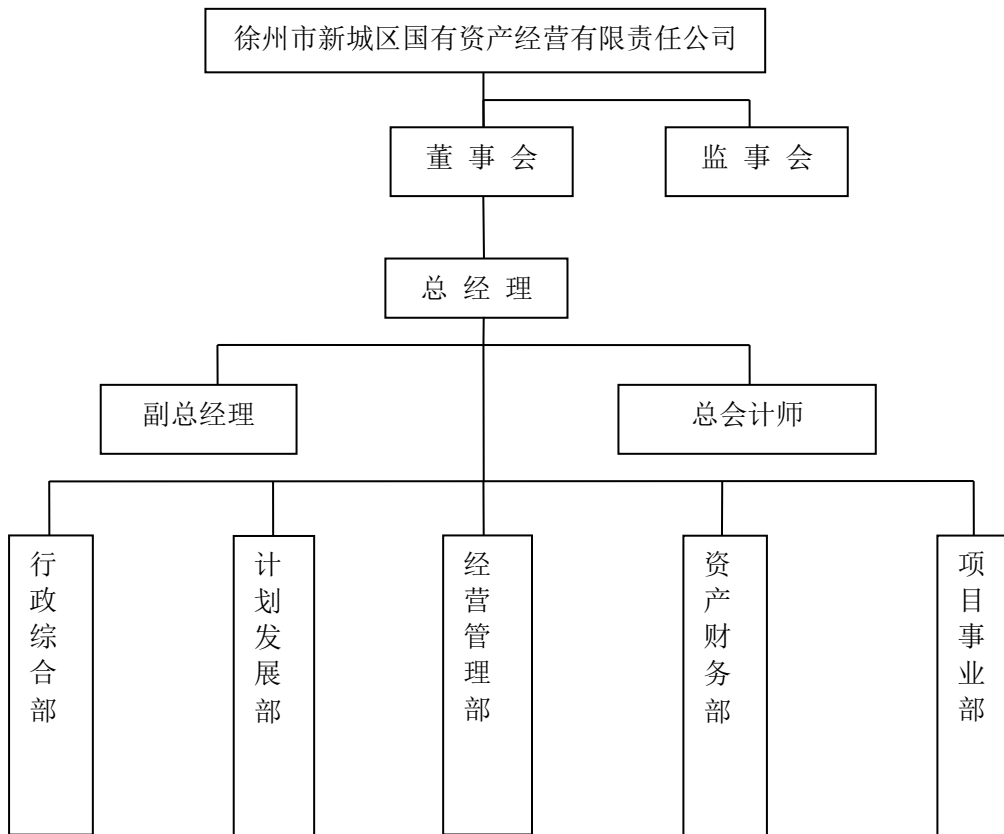 徐州市新城区国有资产经营有限责任公司
董 事 会
监 事 会
总 经 理
副总经理
总会计师
行政综合部
计划发展部
经营管理部
资产财务部
项目事业部